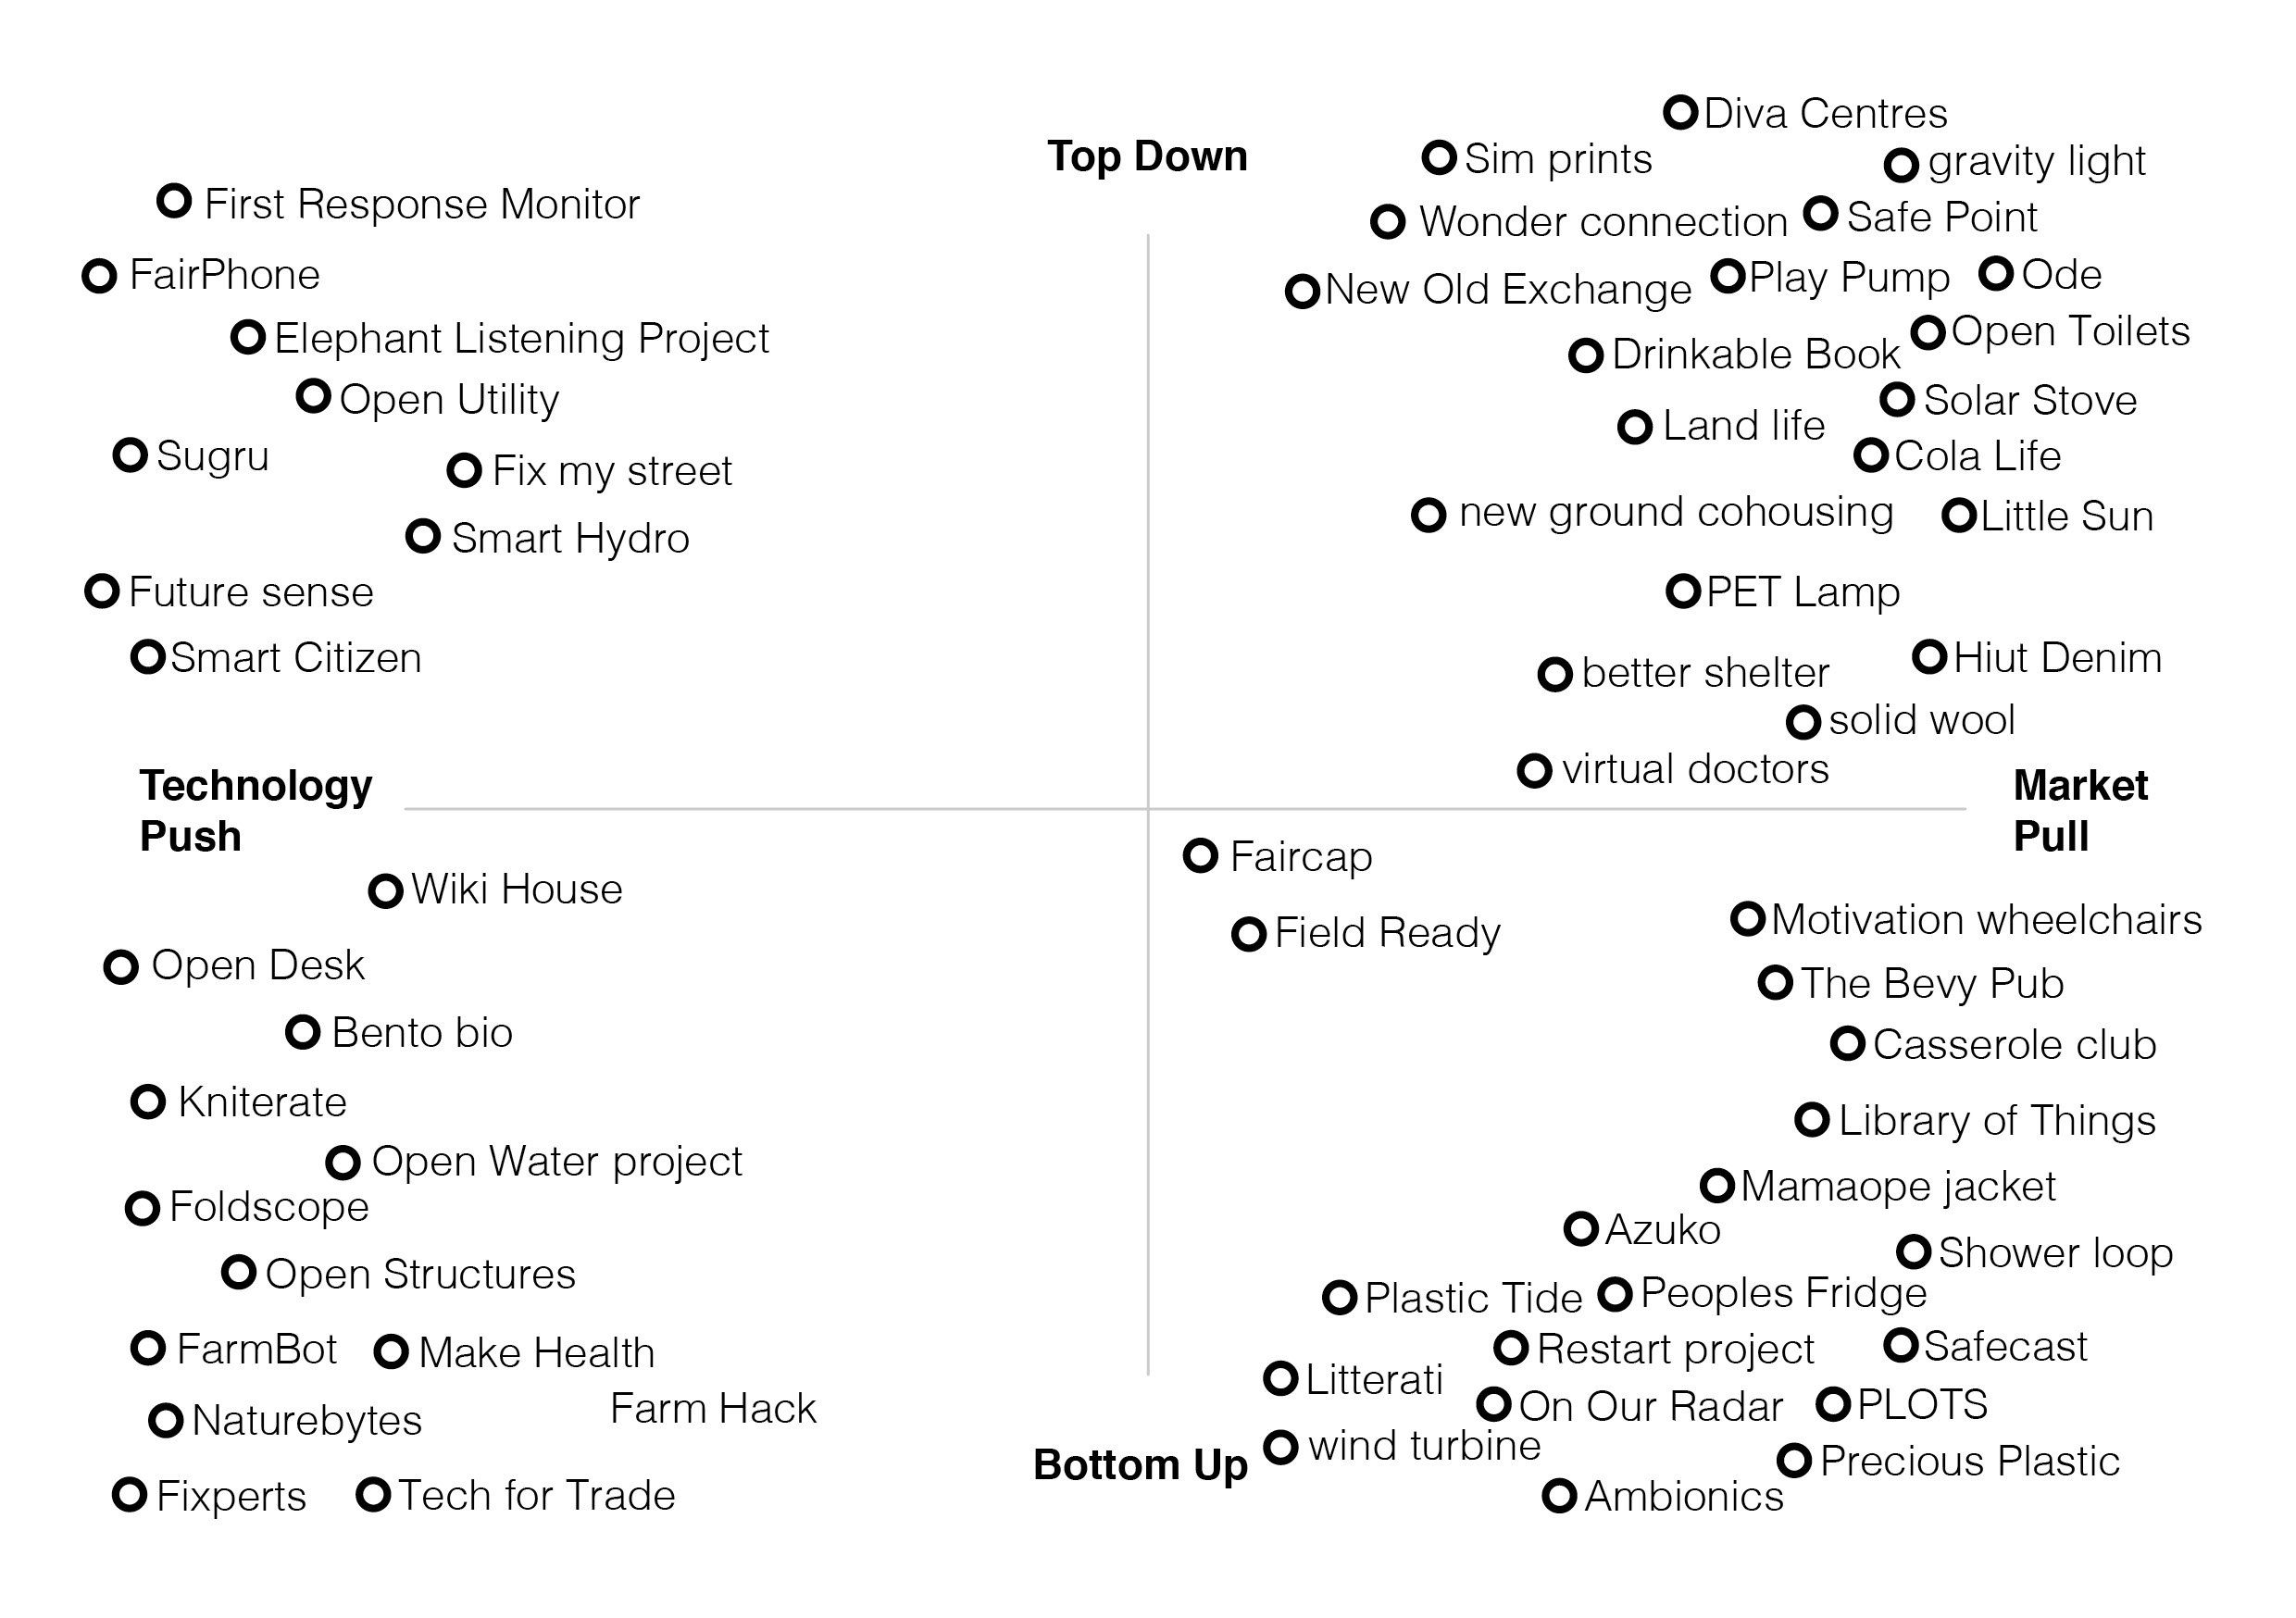 Diva Centres
Top Down
Sim prints
gravity light
First Response Monitor
Wonder connection
Safe Point
FairPhone
New Old Exchange
Play Pump
Ode
Elephant Listening Project
Drinkable Book
Open Toilets
Open Utility
Land life
Solar Stove
Sugru
Fix my street
Cola Life
Smart Hydro
new ground cohousing
Little Sun
Future sense
PET Lamp
Smart Citizen
better shelter
Hiut Denim
solid wool
virtual doctors
Technology
Push
Market
Pull
Wiki House
Faircap
Field Ready
Motivation wheelchairs
Open Desk
The Bevy Pub
Bento bio
Casserole club
Kniterate
Library of Things
Open Water project
Mamaope jacket
Foldscope
Azuko
Shower loop
Open Structures
Plastic Tide
Peoples Fridge
FarmBot
Make Health
Restart project
Safecast
Litterati
Farm Hack
On Our Radar
PLOTS
Naturebytes
Bottom Up
wind turbine
Precious Plastic
Fixperts
Tech for Trade
Ambionics